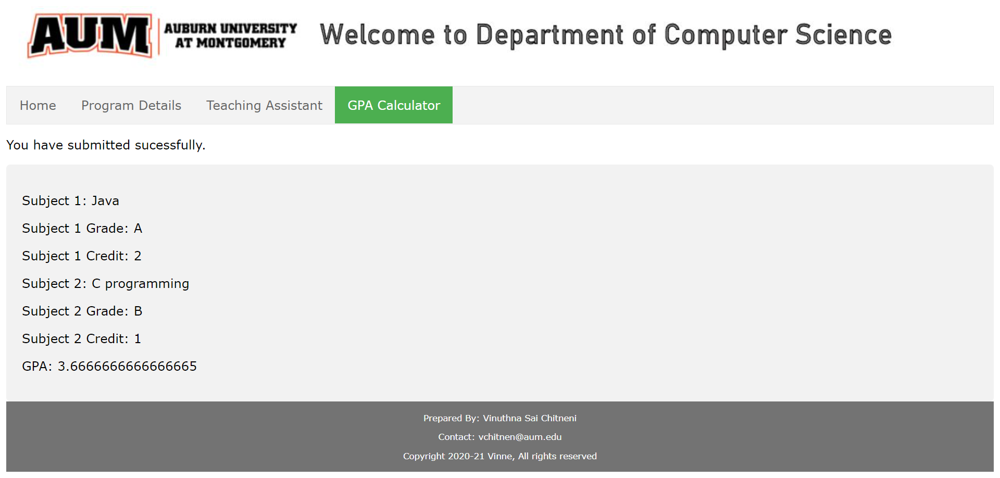 AUM
AUBURN UNIVERSITY
AT MONTGOMERY
Welcome to Department of Computer Science
Home
Program Details
Teaching Assistant
GPA Calculator
You have submitted sucessfully.
Subject 1: Java
Subject 1 Grade: A
Subject 1 Credit: 2
Subject 2: C programming
Subject 2 Grade: B
Subject 2 Credit: 1
GPA: 3.6666666666666665
Prepared By: Vinuthna Sai Chitneni
Contact: vchitnen@aum.edu
Copyright 2020-21 Vinne, All rights reserved